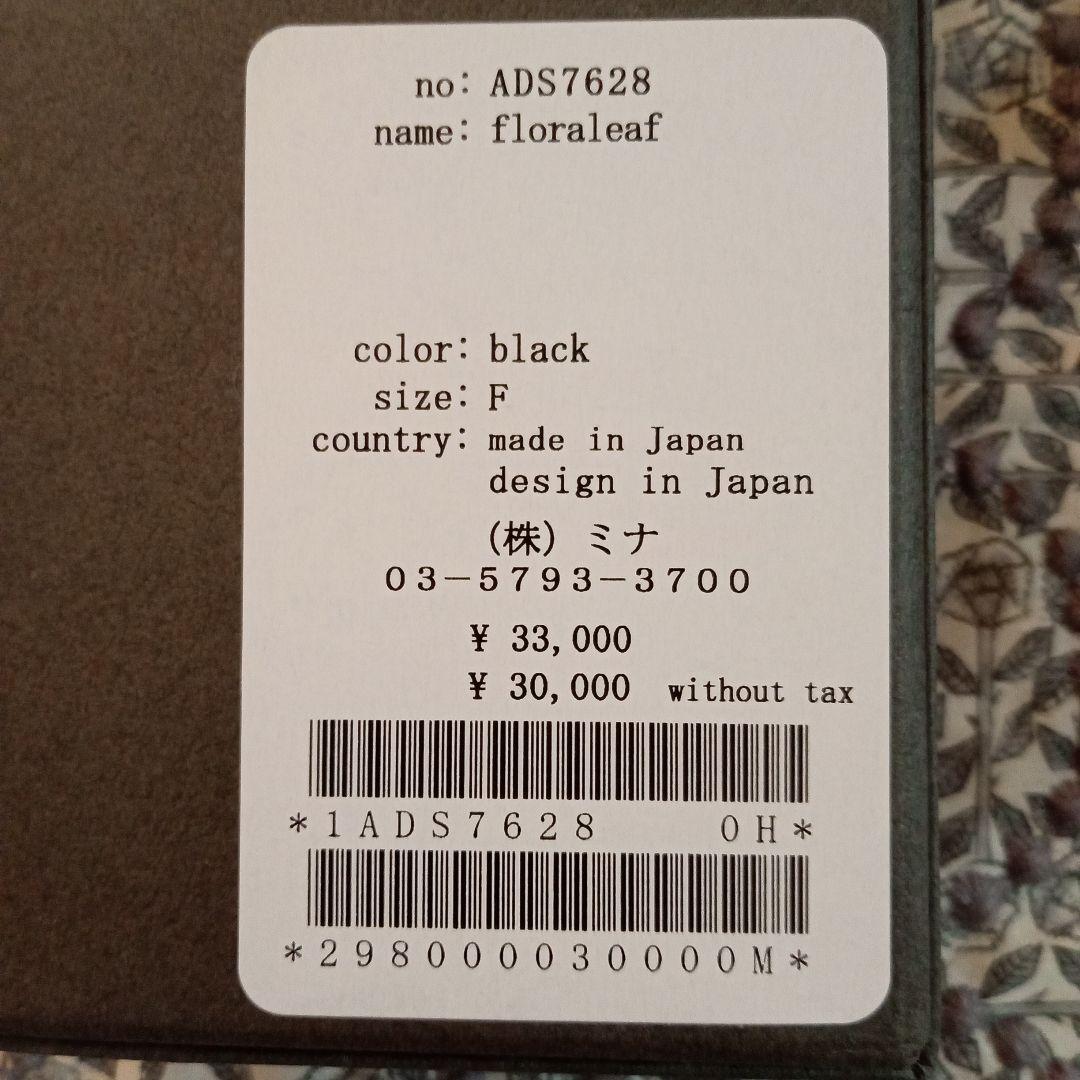 no: ADS7628
name: floraleaf
color: black
size: F
country: made in Japan
design in Japan
(株) ミナ
03−5793−3700
¥ 33,000
¥ 30,000 without tax
*1ADS7628 0H*
*298000030000M*